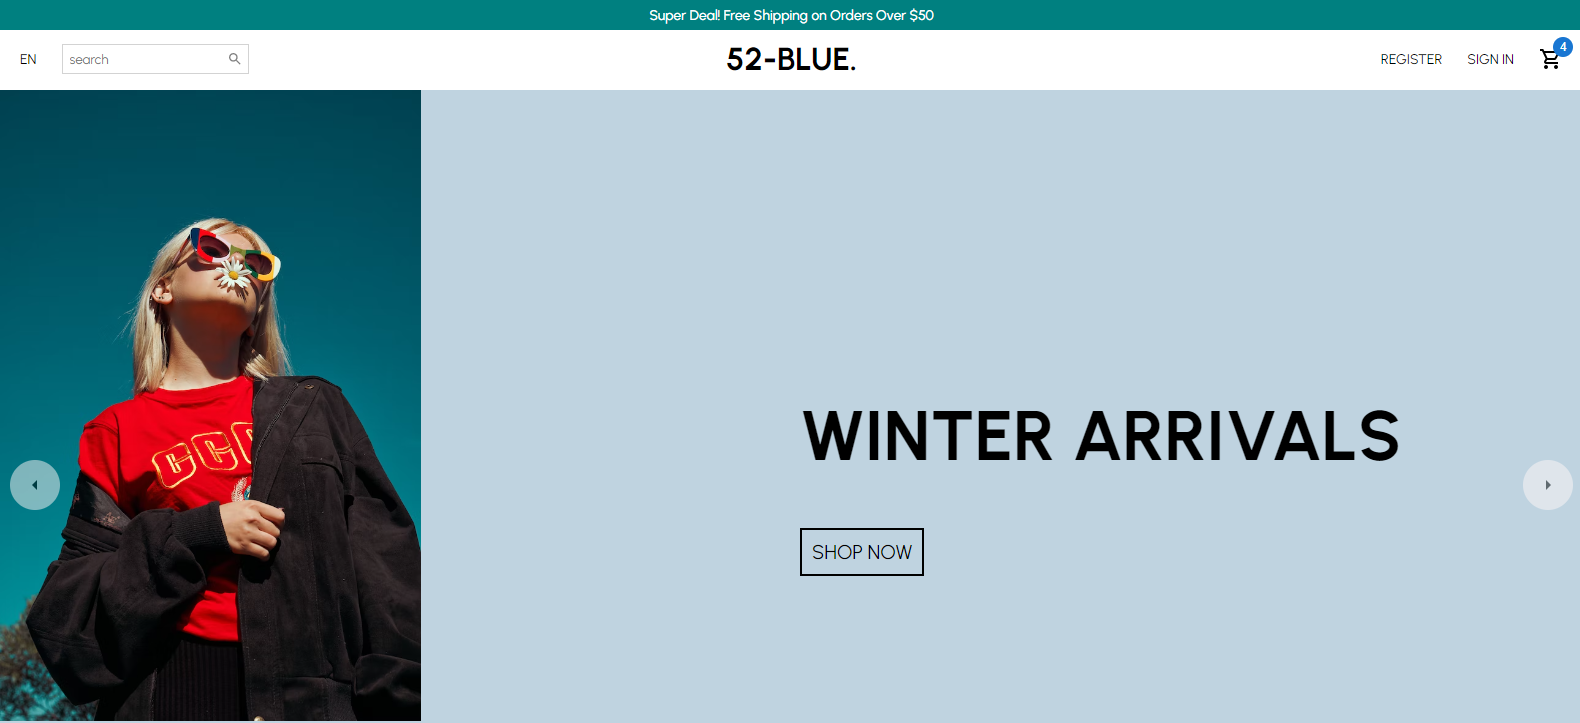 Super Deal! Free Shipping on Orders Over $50
EN
search
52-BLUE.
REGISTER
SIGN IN
4
WINTER ARRIVALS
SHOP NOW